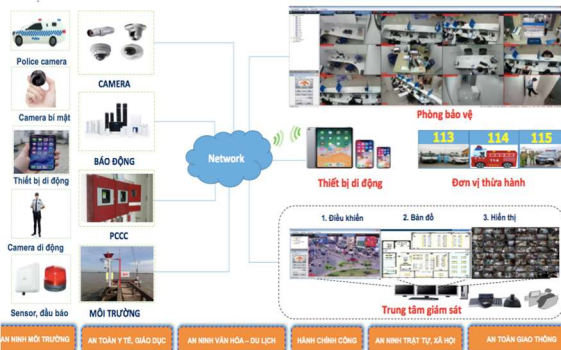 Police camera
Camera bí mật
Thiết bị di động
Camera di động
Sensor, đầu báo
CAMERA
BÁO ĐỘNG
PCCC
MÔI TRƯỜNG
Network
Phòng bảo vệ
Thiết bị di động
113 114 115
Đơn vị thừa hành
1. Điều khiển 2. Bản đồ 3. Hiển thị
Trung tâm giám sát
AN NINH MÔI TRƯỜNG
AN TOÀN Y TẾ, GIÁO DỤC
AN NINH VĂN HÓA – DU LỊCH
HÀNH CHÍNH CÔNG
AN NINH TRẬT TỰ, XÃ HỘI
AN TOÀN GIAO THÔNG